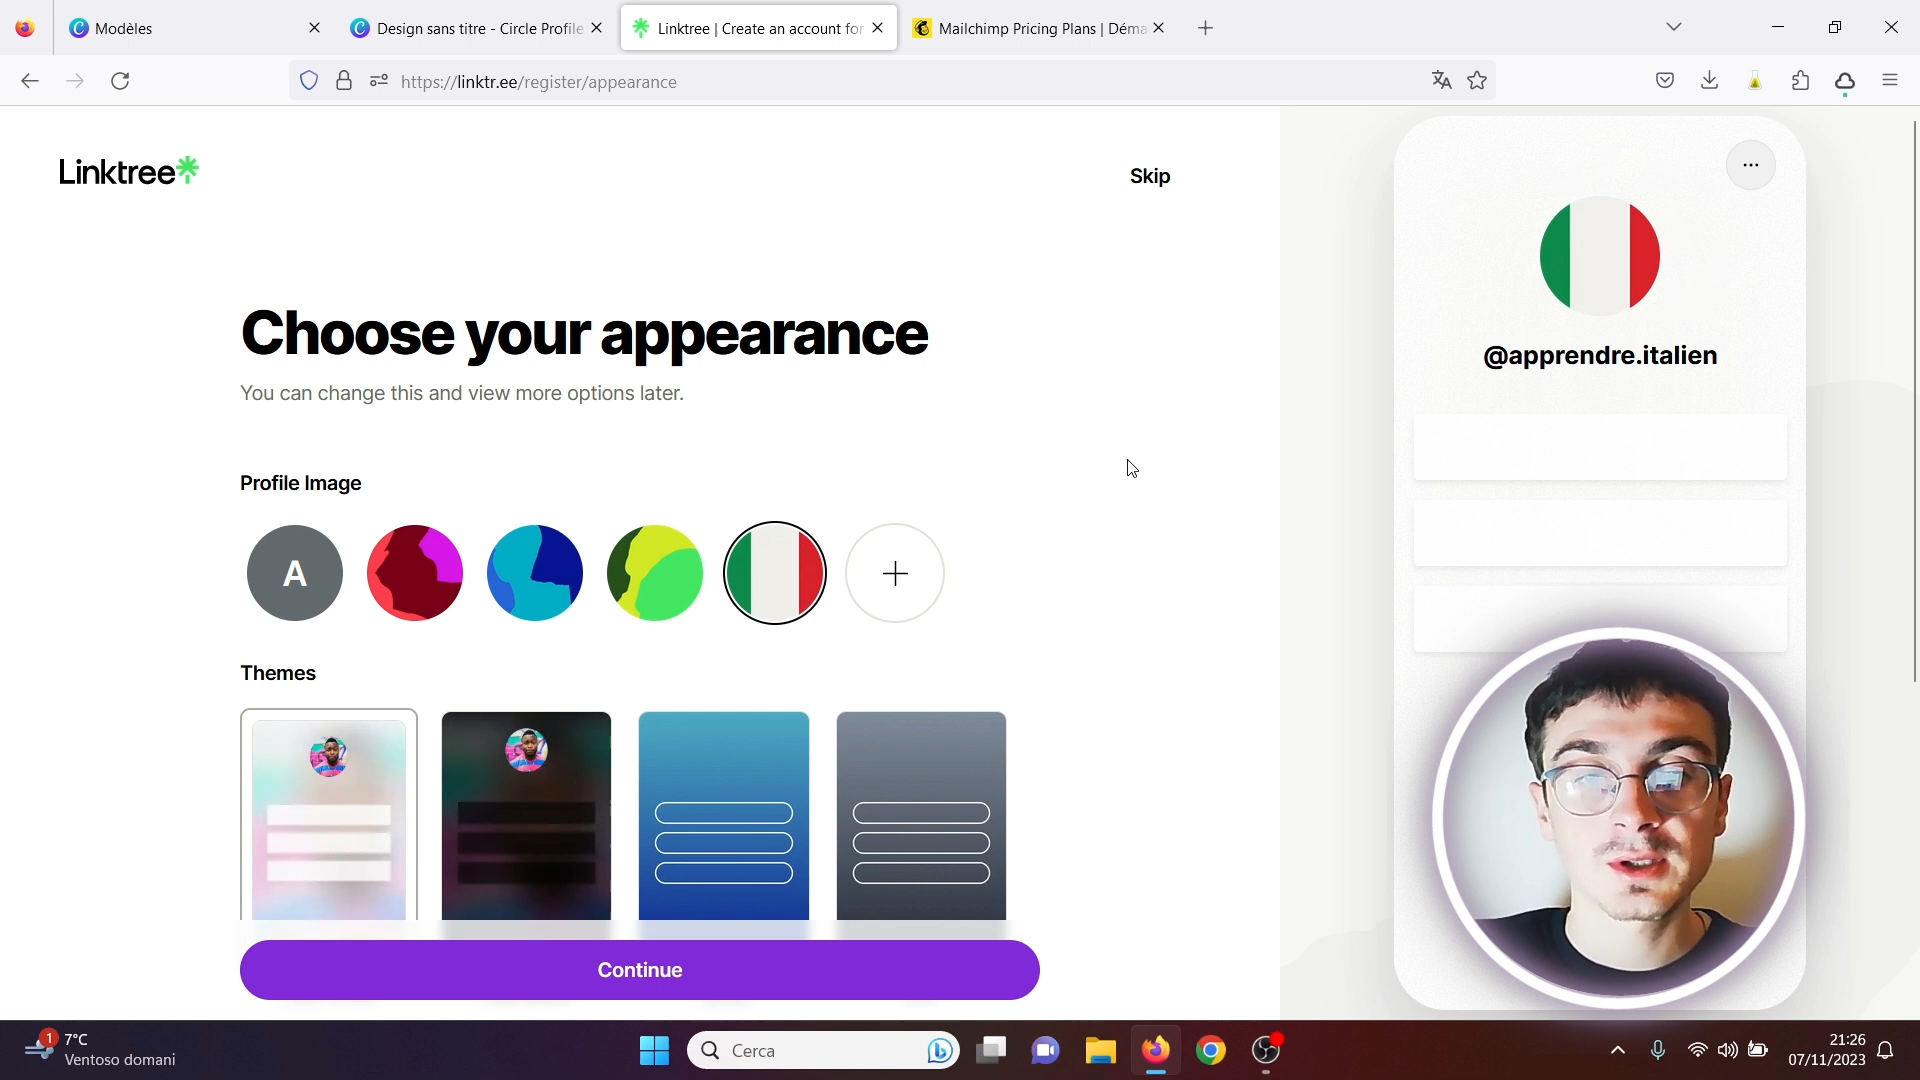 Modèles
Design sans titre - Circle Profile
Linktree | Create an account for
Mailchimp Pricing Plans | Déma
https://linktr.ee/register/appearance
Linktree
Skip
Choose your appearance
You can change this and view more options later.
Profile Image
A
Themes
Continue
@apprendre.italien
1
7°C
Ventoso domani
Cerca
21:26
07/11/2023